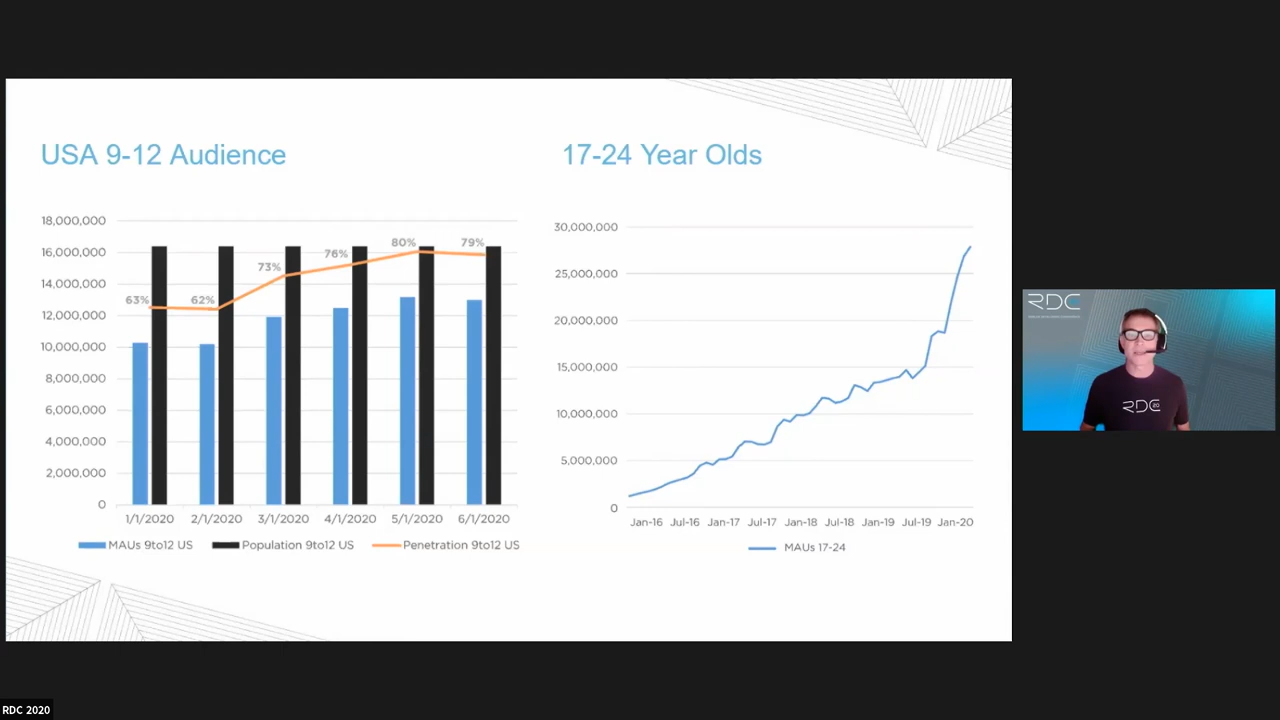 USA 9-12 Audience
18,000,000
16,000,000
14,000,000
12,000,000
10,000,000
8,000,000
6,000,000
4,000,000
2,000,000
0
63%
62%
73%
76%
80%
79%
1/1/2020 2/1/2020 3/1/2020 4/1/2020 5/1/2020 6/1/2020
MAUs 9to12 US Population 9to12 US Penetration 9to12 US
17-24 Year Olds
30,000,000
25,000,000
20,000,000
15,000,000
10,000,000
5,000,000
0
Jan-16 Jul-16 Jan-17 Jul-17 Jan-18 Jul-18 Jan-19 Jul-19 Jan-20
MAUs 17-24
RDC
RDC 20
RDC 2020